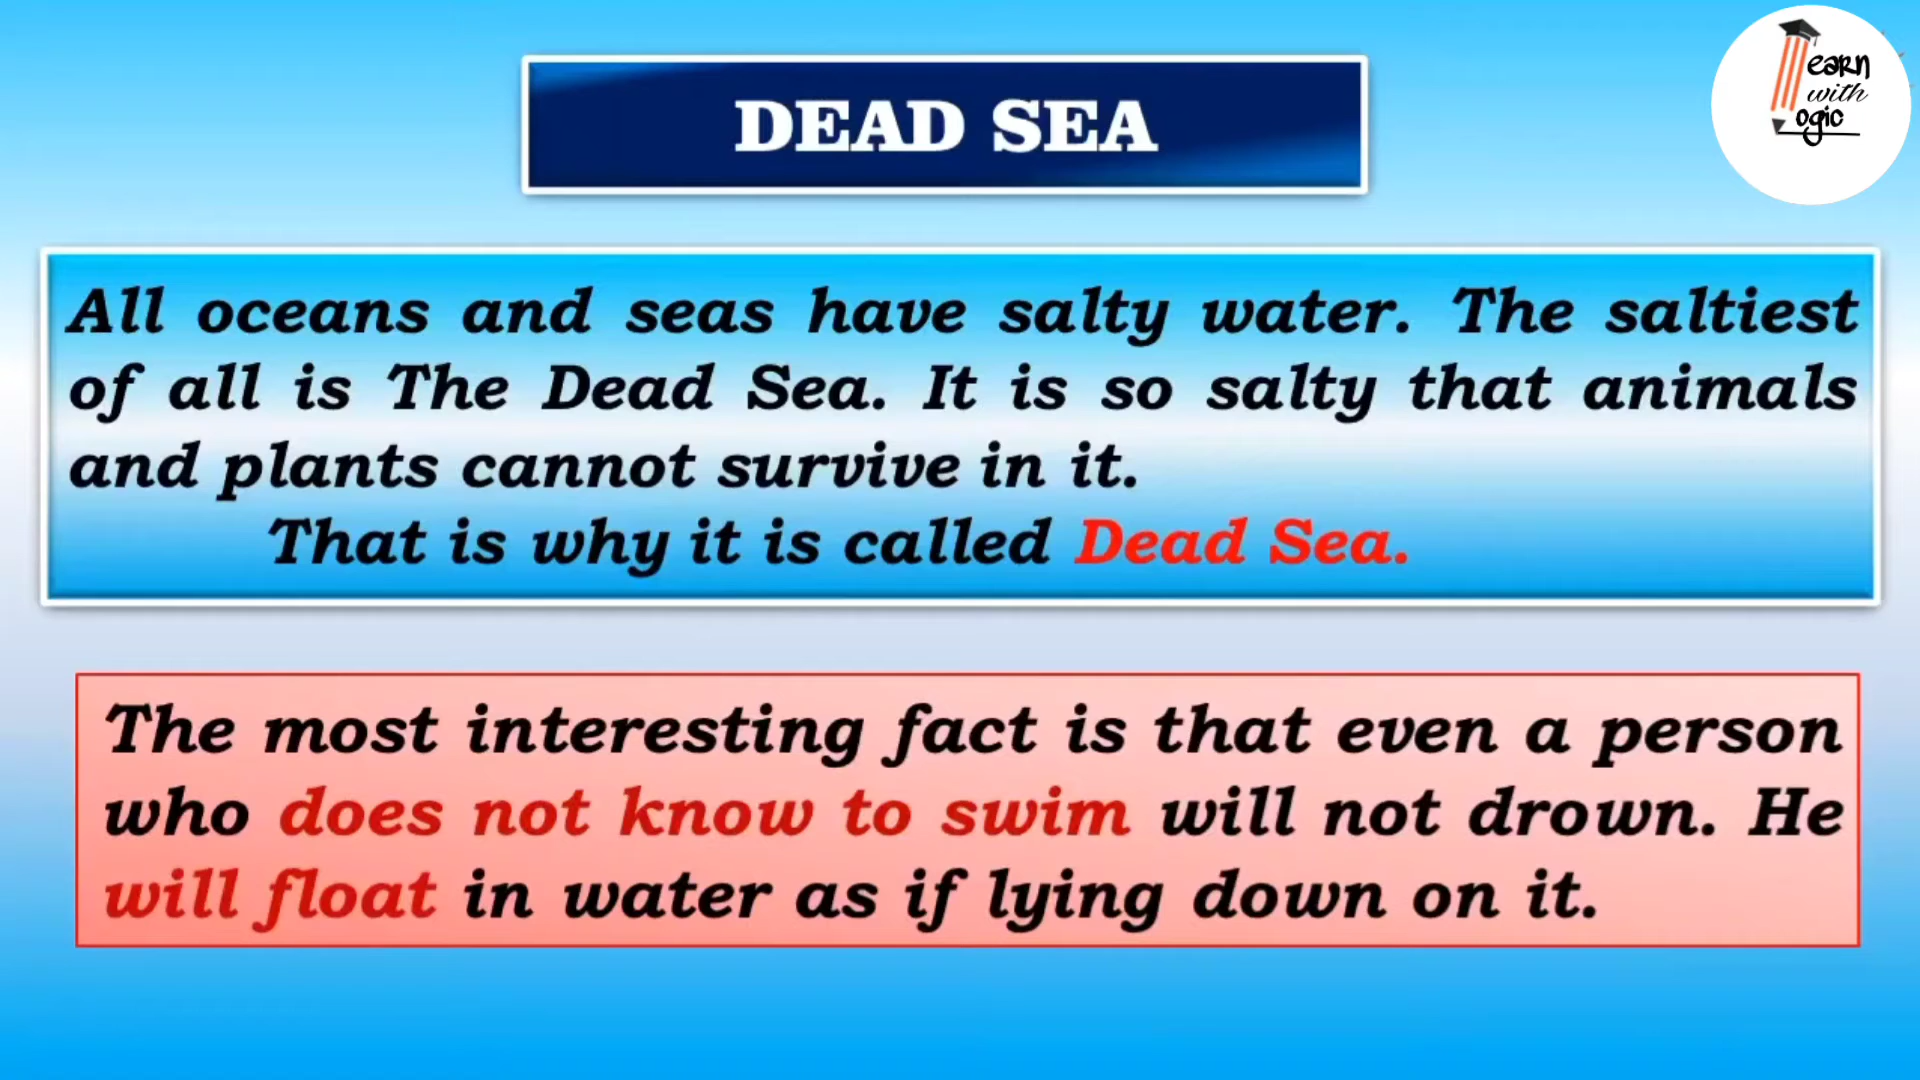 DEAD SEA
earn
with
ogic
All oceans and seas have salty water. The saltiest
of all is The Dead Sea. It is so salty that animals
and plants cannot survive in it.
That is why it is called Dead Sea.
The most interesting fact is that even a person
who does not know to swim will not drown. He
will float in water as if lying down on it.